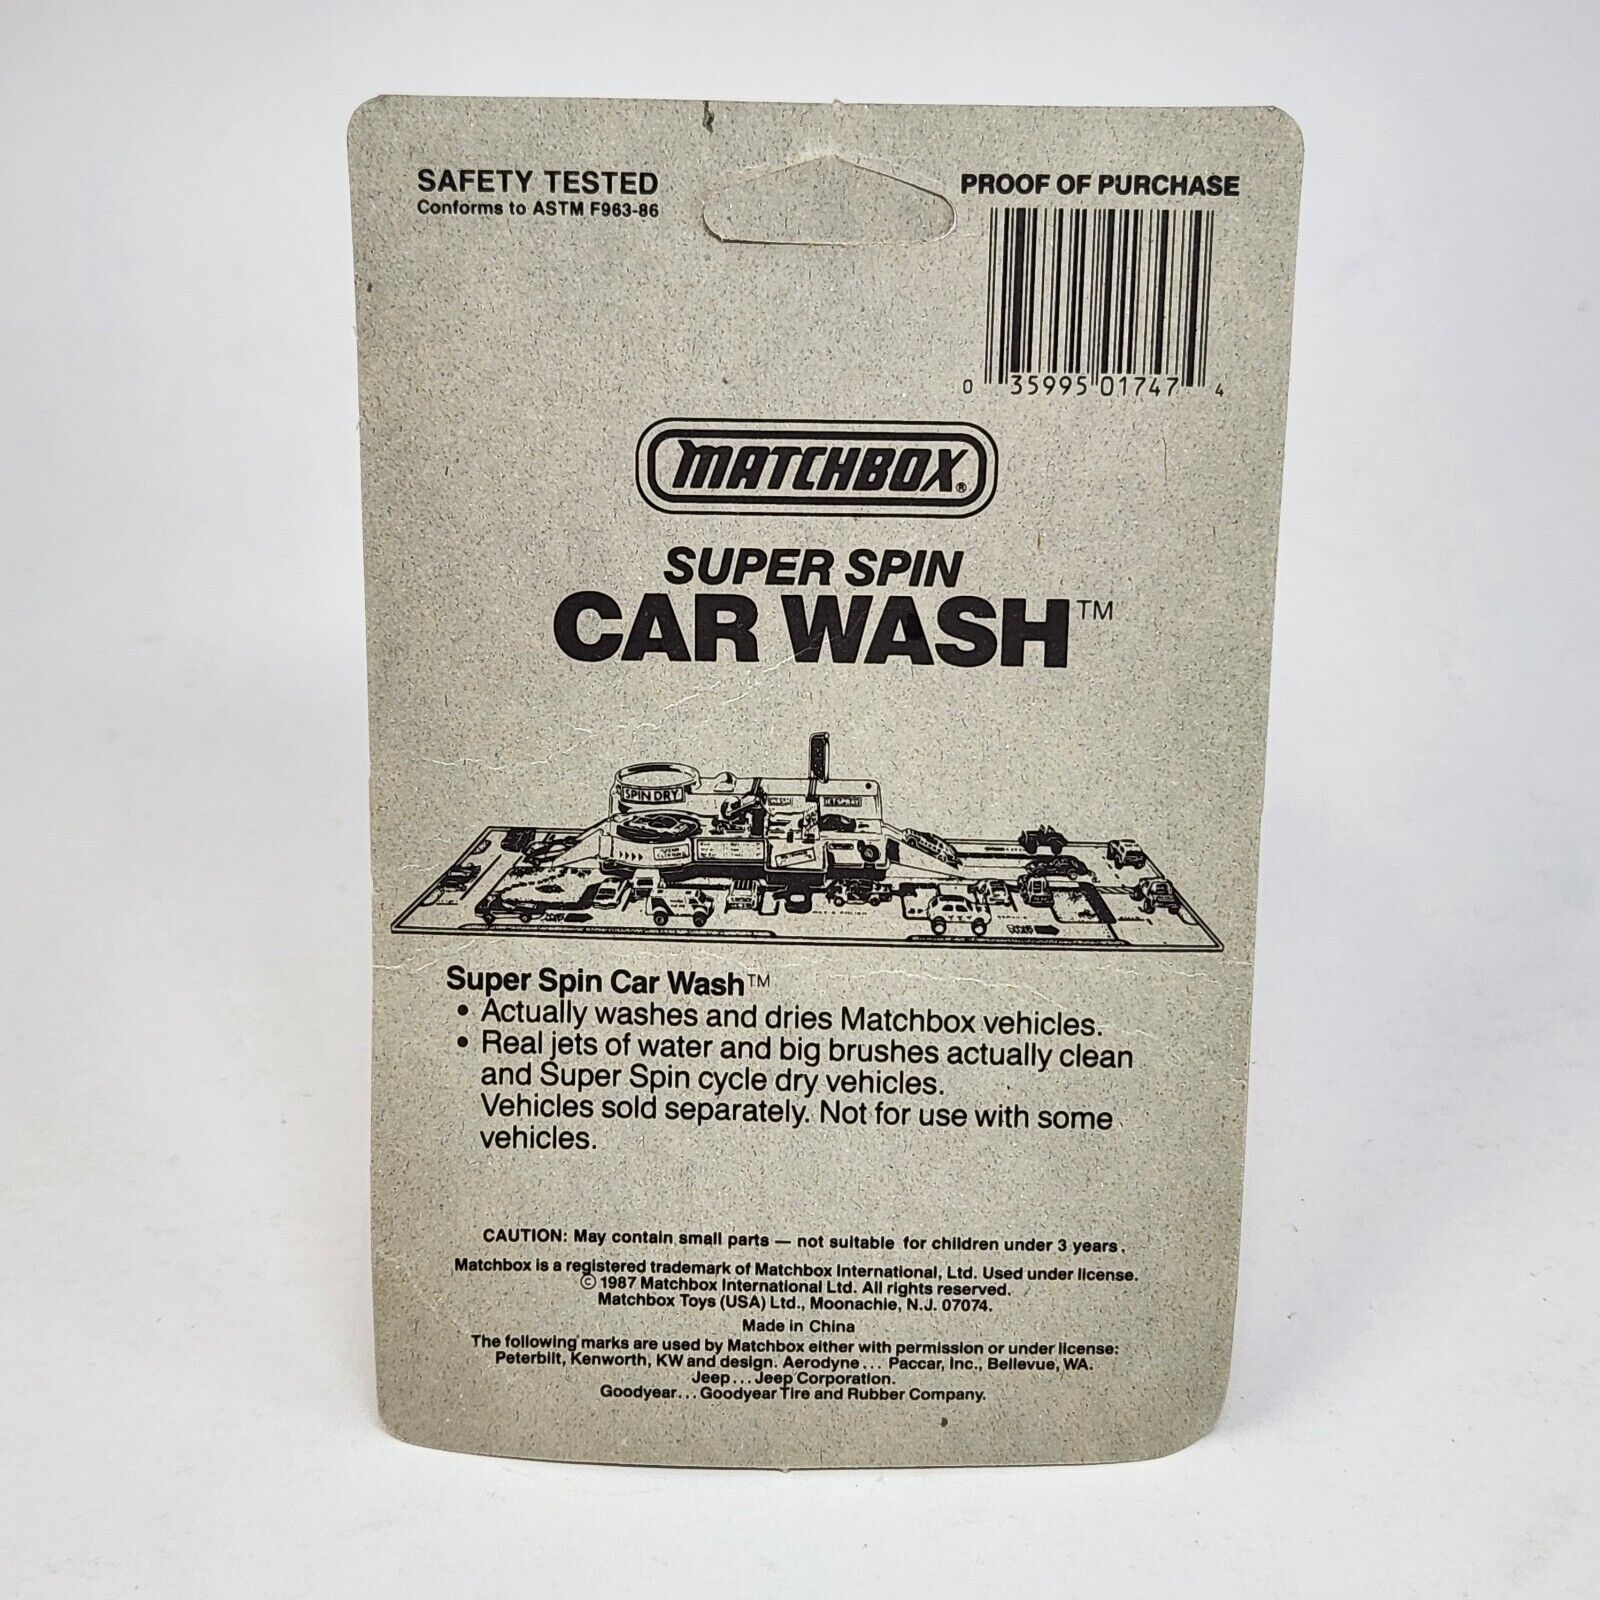 SAFETY TESTED
Conforms to ASTM F963-86
PROOF OF PURCHASE
0 35995 01747 4
MATCHBOX®
SUPER SPIN
CAR WASH™
SPIN DRY
WASH
JET SPRAY
Super Spin Car Wash™
• Actually washes and dries Matchbox vehicles.
• Real jets of water and big brushes actually clean
and Super Spin cycle dry vehicles.
Vehicles sold separately. Not for use with some
vehicles.
CAUTION: May contain small parts — not suitable for children under 3 years.
Matchbox is a registered trademark of Matchbox International, Ltd. Used under license.
© 1987 Matchbox International Ltd. All rights reserved.
Matchbox Toys (USA) Ltd., Moonachie, N.J. 07074.
Made in China
The following marks are used by Matchbox either with permission or under license:
Peterbilt, Kenworth, KW and design. Aerodyne... Paccar, Inc., Bellevue, WA.
Jeep...Jeep Corporation.
Goodyear...Goodyear Tire and Rubber Company.